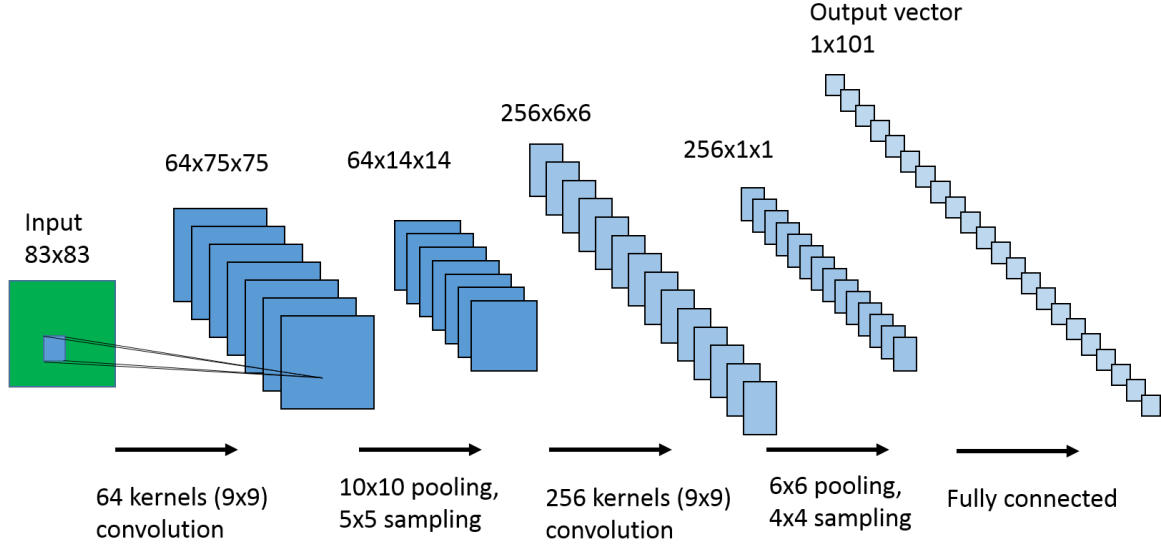 Input
83x83
64x75x75
64x14x14
256x6x6
256x1x1
Output vector
1x101
64 kernels (9x9)
convolution
10x10 pooling,
5x5 sampling
256 kernels (9x9)
convolution
6x6 pooling,
4x4 sampling
Fully connected